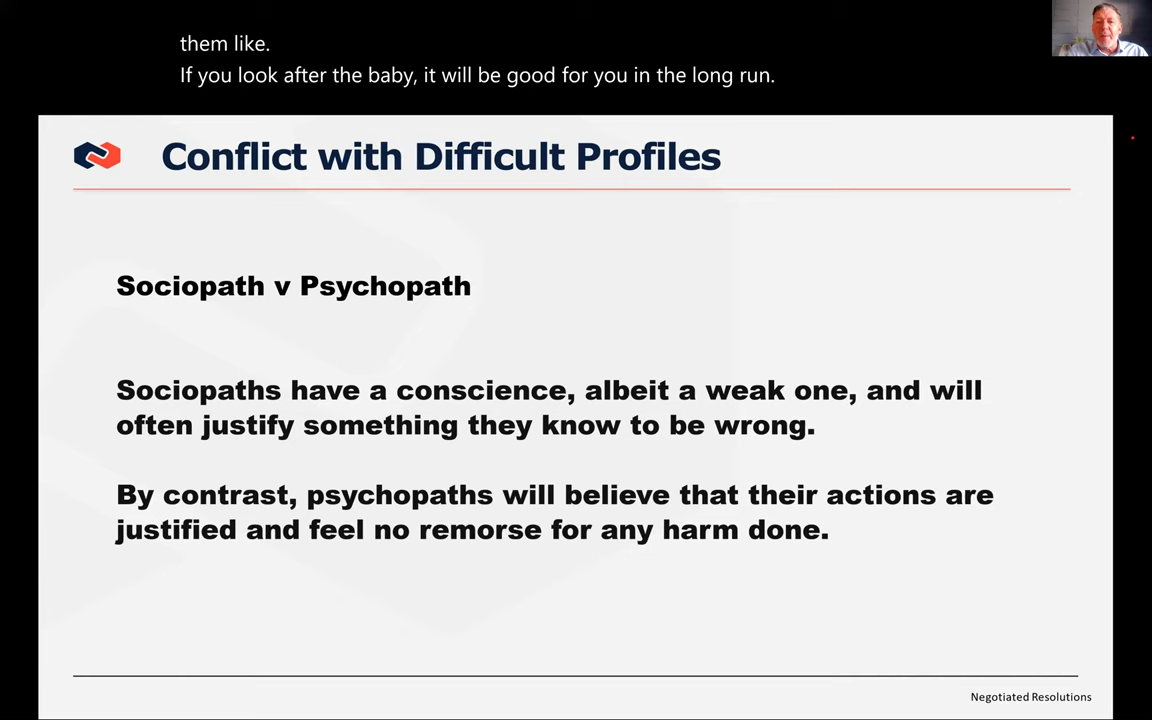 them like.
If you look after the baby, it will be good for you in the long run.
Conflict with Difficult Profiles
Sociopath v Psychopath
Sociopaths have a conscience, albeit a weak one, and will
often justify something they know to be wrong.
By contrast, psychopaths will believe that their actions are
justified and feel no remorse for any harm done.
Negotiated Resolutions